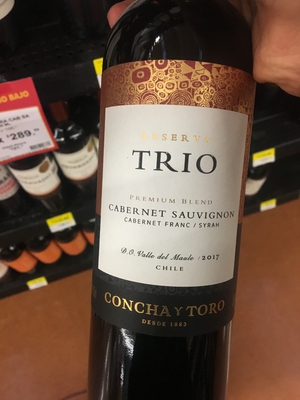 RESERVA
TRIO
PREMIUM BLEND
CABERNET SAUVIGNON
CABERNET FRANC / SYRAH
D.O. Valle del Maule / 2017
CHILE
CONCHA Y TORO
DESDE 1883
BAJO
$289.